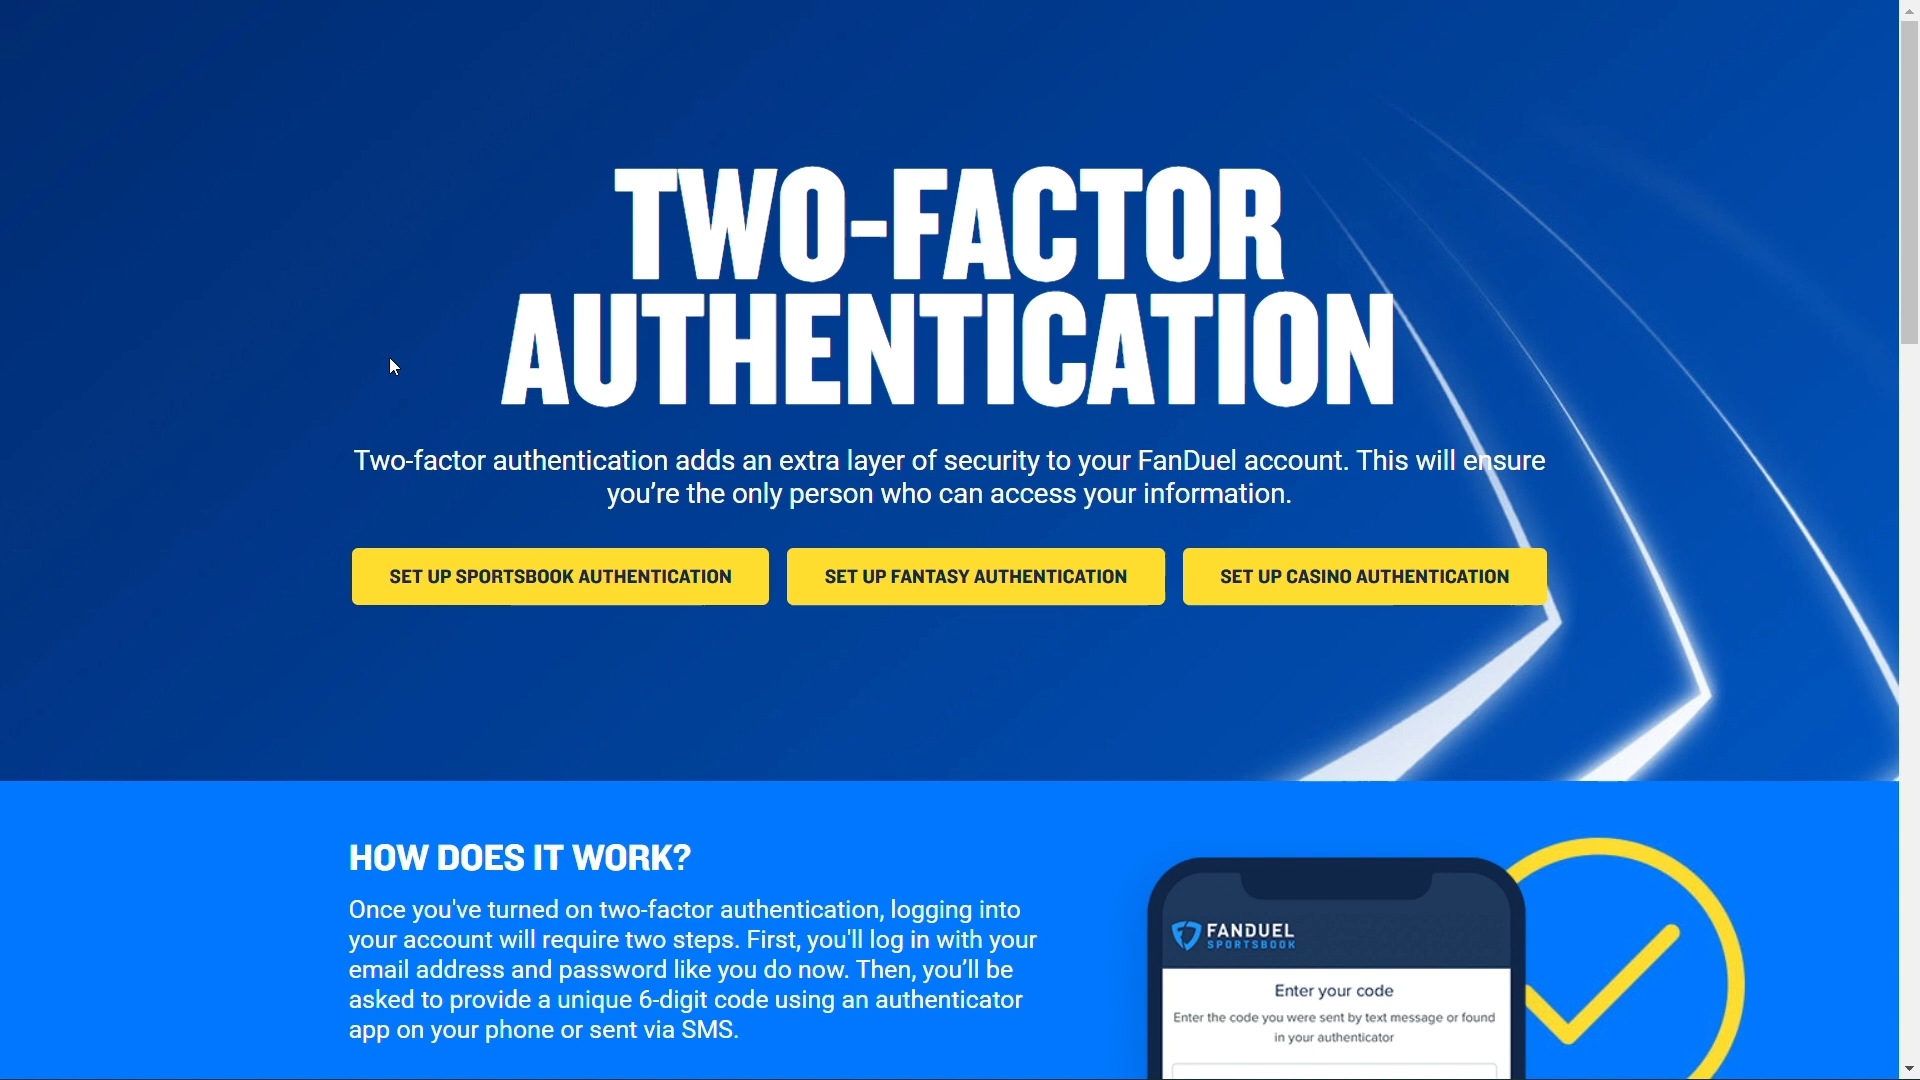 TWO-FACTOR
AUTHENTICATION
Two-factor authentication adds an extra layer of security to your FanDuel account. This will ensure
you’re the only person who can access your information.
SET UP SPORTSBOOK AUTHENTICATION
SET UP FANTASY AUTHENTICATION
SET UP CASINO AUTHENTICATION
HOW DOES IT WORK?
Once you've turned on two-factor authentication, logging into
your account will require two steps. First, you'll log in with your
email address and password like you do now. Then, you’ll be
asked to provide a unique 6-digit code using an authenticator
app on your phone or sent via SMS.
FANDUEL
SPORTSBOOK
Enter your code
Enter the code you were sent by text message or found
in your authenticator